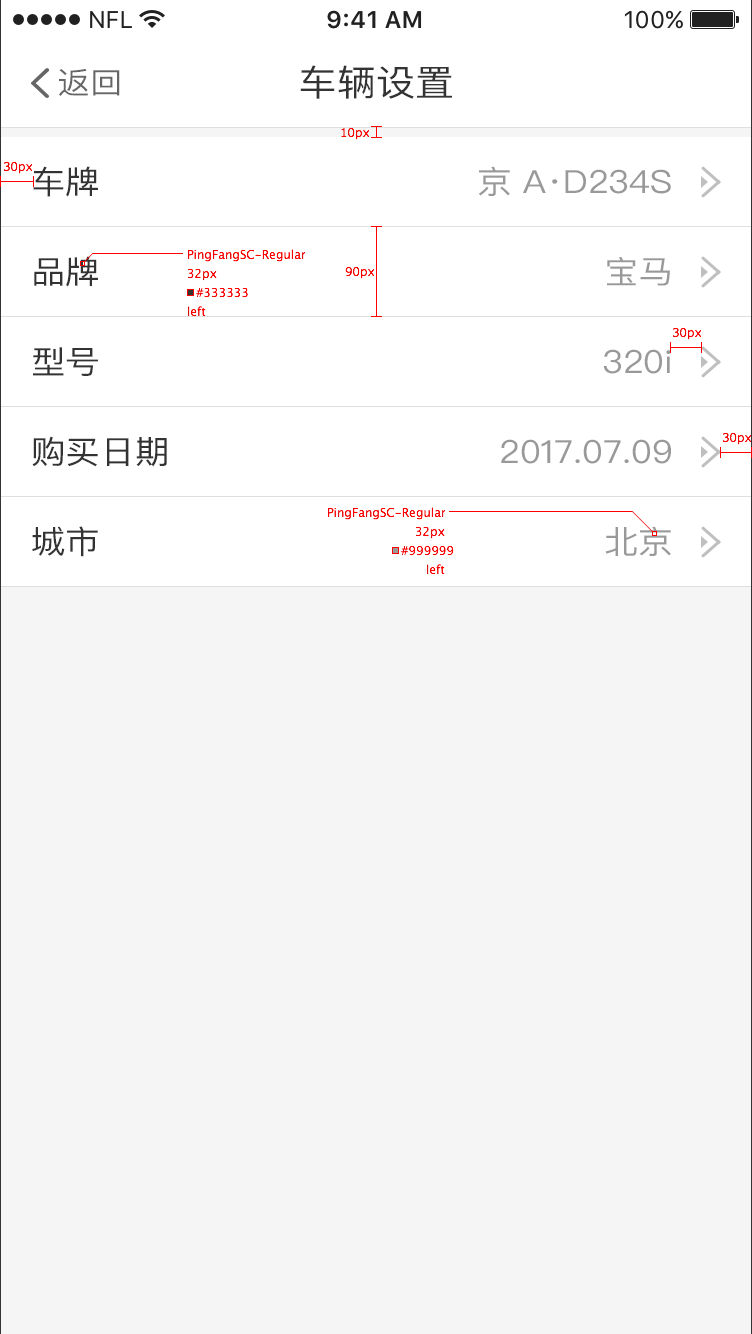 NFL 9:41 AM 100%
返回 车辆设置
10px
30px
车牌 京 A·D234S
品牌 宝马
PingFangSC-Regular
32px
#333333
left
90px
型号 320i
30px
购买日期 2017.07.09
30px
城市 北京
PingFangSC-Regular
32px
#999999
left